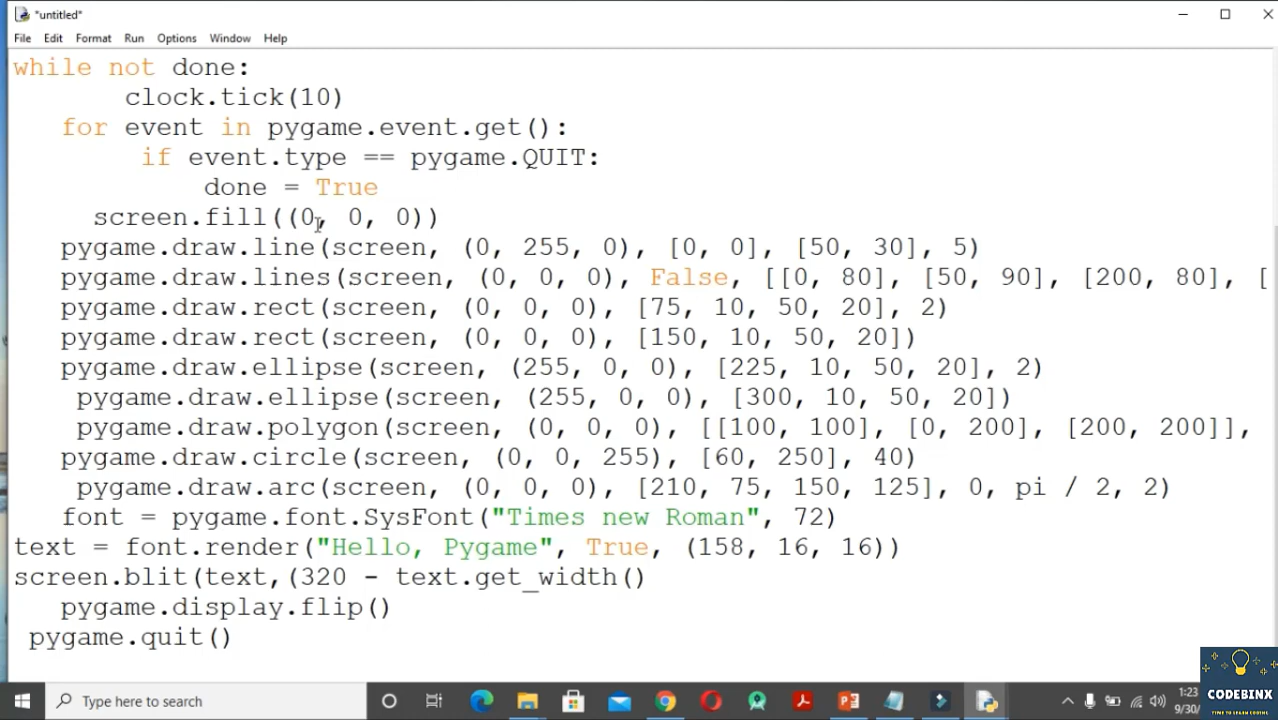 *untitled*
File Edit Format Run Options Window Help
while not done:
clock.tick(10)
for event in pygame.event.get():
if event.type == pygame.QUIT:
done = True
screen.fill((0, 0, 0))
pygame.draw.line(screen, (0, 255, 0), [0, 0], [50, 30], 5)
pygame.draw.lines(screen, (0, 0, 0), False, [[0, 80], [50, 90], [200, 80], [
pygame.draw.rect(screen, (0, 0, 0), [75, 10, 50, 20], 2)
pygame.draw.rect(screen, (0, 0, 0), [150, 10, 50, 20])
pygame.draw.ellipse(screen, (255, 0, 0), [225, 10, 50, 20], 2)
pygame.draw.ellipse(screen, (255, 0, 0), [300, 10, 50, 20])
pygame.draw.polygon(screen, (0, 0, 0), [[100, 100], [0, 200], [200, 200]],
pygame.draw.circle(screen, (0, 0, 255), [60, 250], 40)
pygame.draw.arc(screen, (0, 0, 0), [210, 75, 150, 125], 0, pi / 2, 2)
font = pygame.font.SysFont("Times new Roman", 72)
text = font.render("Hello, Pygame", True, (158, 16, 16))
screen.blit(text,(320 - text.get_width()
pygame.display.flip()
pygame.quit()
Type here to search
1:23
9/30/
CODEBINX
TIME TO LEARN CODING